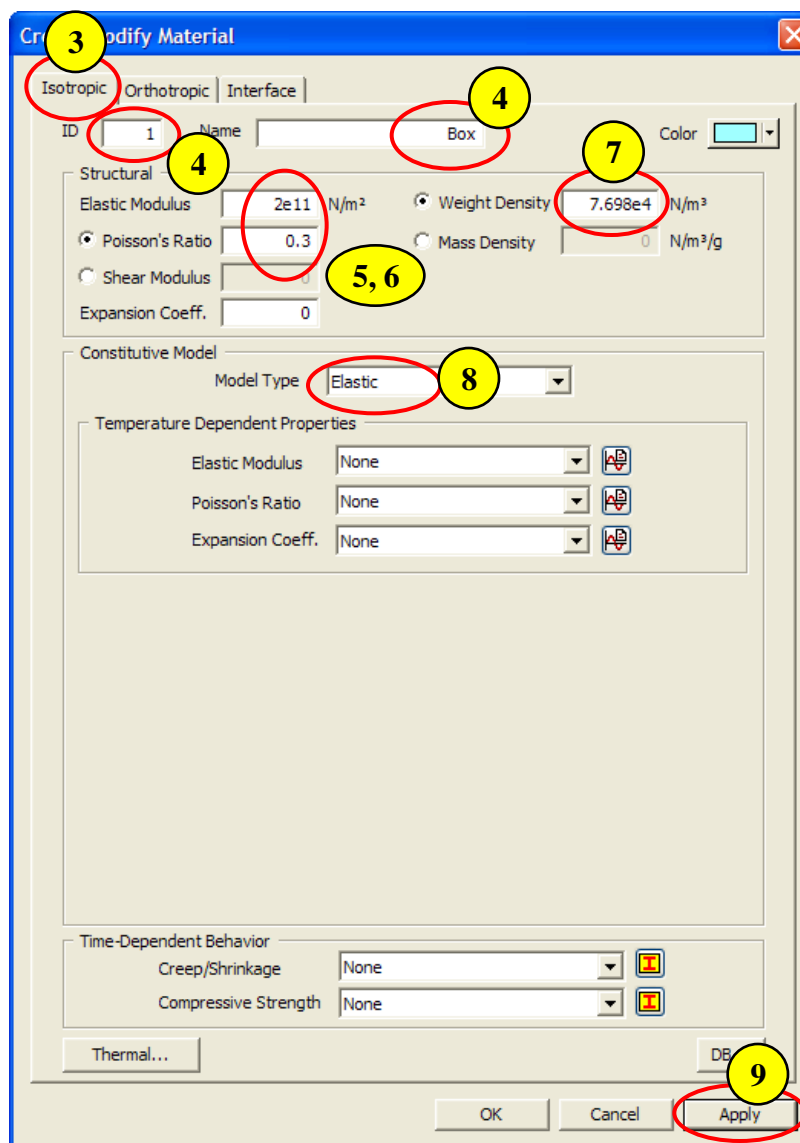 Cre odify Material
3
Isotropic Orthotropic Interface
4
ID 1 Name Box Color
4
7
Structural
Elastic Modulus 2e11 N/m² Weight Density 7.698e4 N/m³
Poisson's Ratio 0.3 Mass Density 0 N/m³/g
Shear Modulus 0
5, 6
Expansion Coeff. 0
Constitutive Model
Model Type Elastic
8
Temperature Dependent Properties
Elastic Modulus None
Poisson's Ratio None
Expansion Coeff. None
Time-Dependent Behavior
Creep/Shrinkage None
Compressive Strength None
Thermal... DB
9
OK Cancel Apply